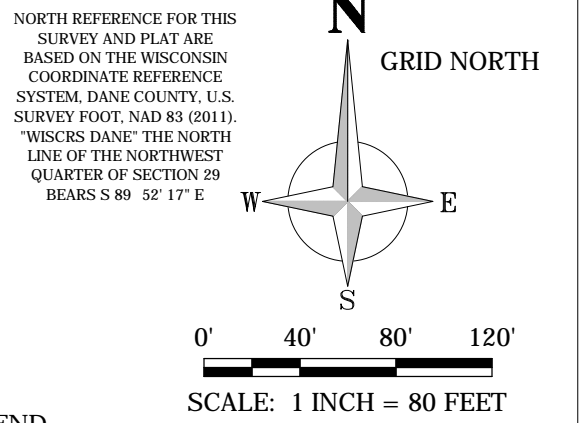 NORTH REFERENCE FOR THIS
SURVEY AND PLAT ARE
BASED ON THE WISCONSIN
COORDINATE REFERENCE
SYSTEM, DANE COUNTY, U.S.
SURVEY FOOT, NAD 83 (2011).
"WISCRS DANE" THE NORTH
LINE OF THE NORTHWEST
QUARTER OF SECTION 29
BEARS S 89 52' 17" E
N
GRID NORTH
W
E
S
0' 40' 80' 120'
SCALE: 1 INCH = 80 FEET